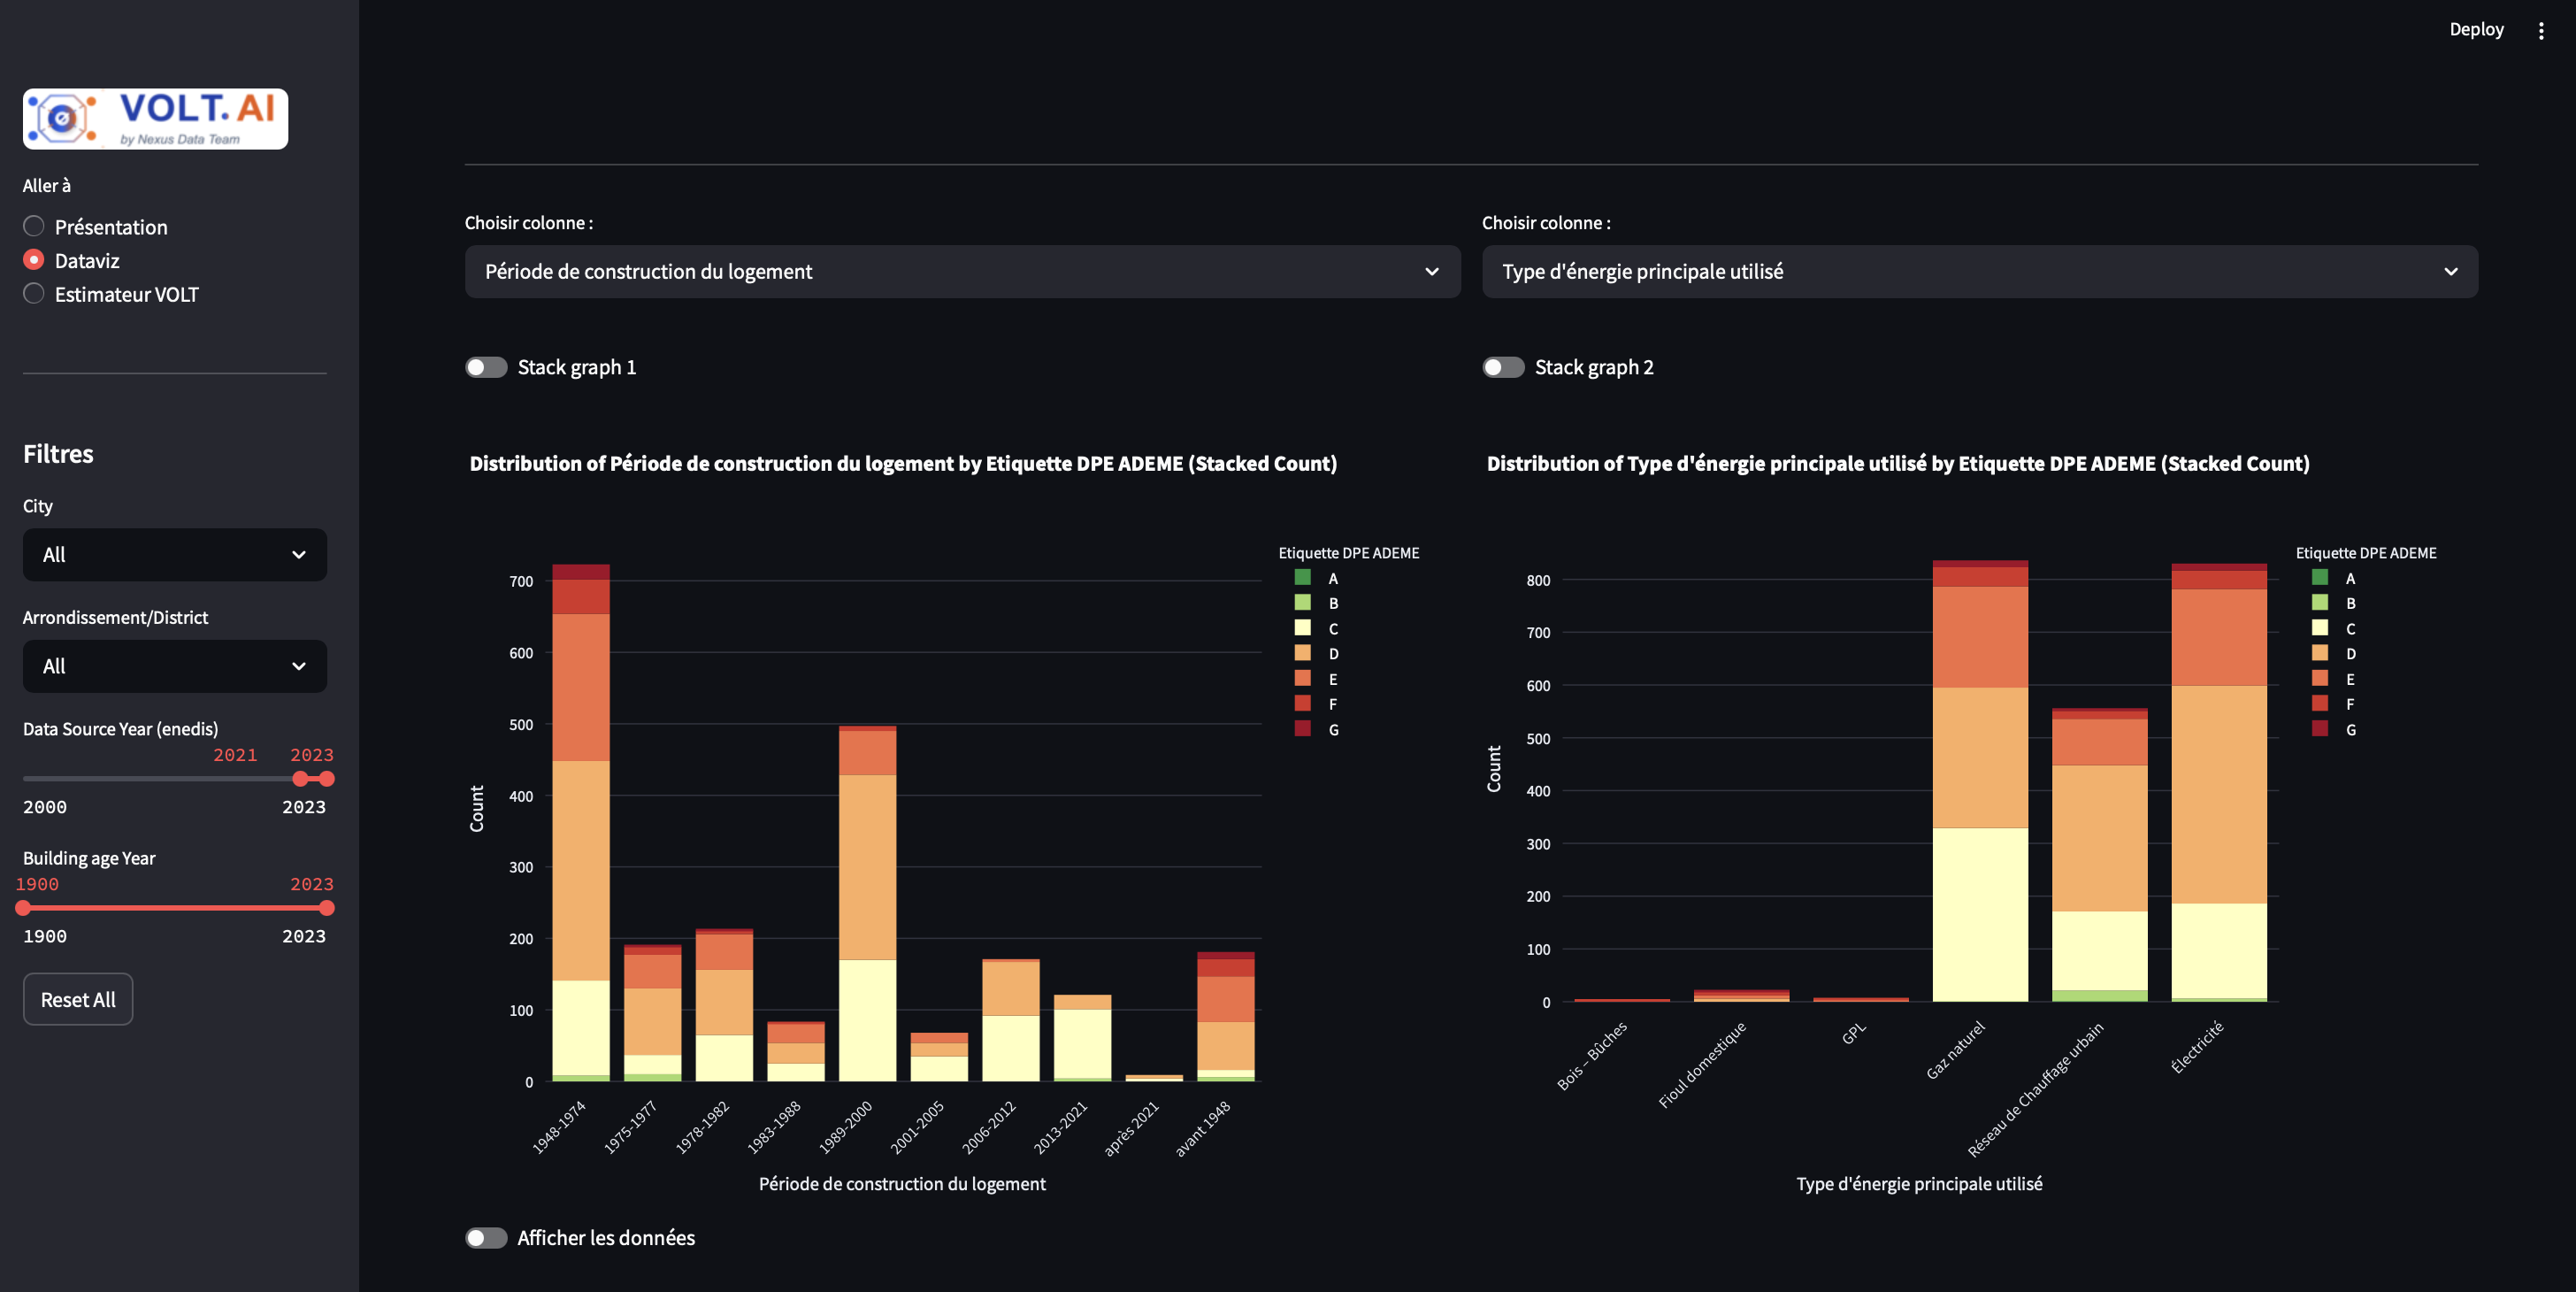 Deploy
VOLT. AI
by Nexus Data Team
Aller à
Présentation
Dataviz
Estimateur VOLT
Filtres
City
All
Arrondissement/District
All
Data Source Year (enedis)
2021 2023
2000 2023
Building age Year
1900 2023
1900 2023
Reset All
Choisir colonne :
Période de construction du logement
Stack graph 1
Distribution of Période de construction du logement by Etiquette DPE ADEME (Stacked Count)
Etiquette DPE ADEME
A
B
C
D
E
F
G
700
600
500
400
300
200
100
0
Count
1948-1974
1975-1977
1978-1982
1983-1988
1989-2000
2001-2005
2006-2012
2013-2021
après 2021
avant 1948
Période de construction du logement
Afficher les données
Choisir colonne :
Type d'énergie principale utilisé
Stack graph 2
Distribution of Type d'énergie principale utilisé by Etiquette DPE ADEME (Stacked Count)
Etiquette DPE ADEME
A
B
C
D
E
F
G
800
700
600
500
400
300
200
100
0
Count
Bois – Bûches
Fioul domestique
GPL
Gaz naturel
Réseau de Chauffage urbain
Électricité
Type d'énergie principale utilisé